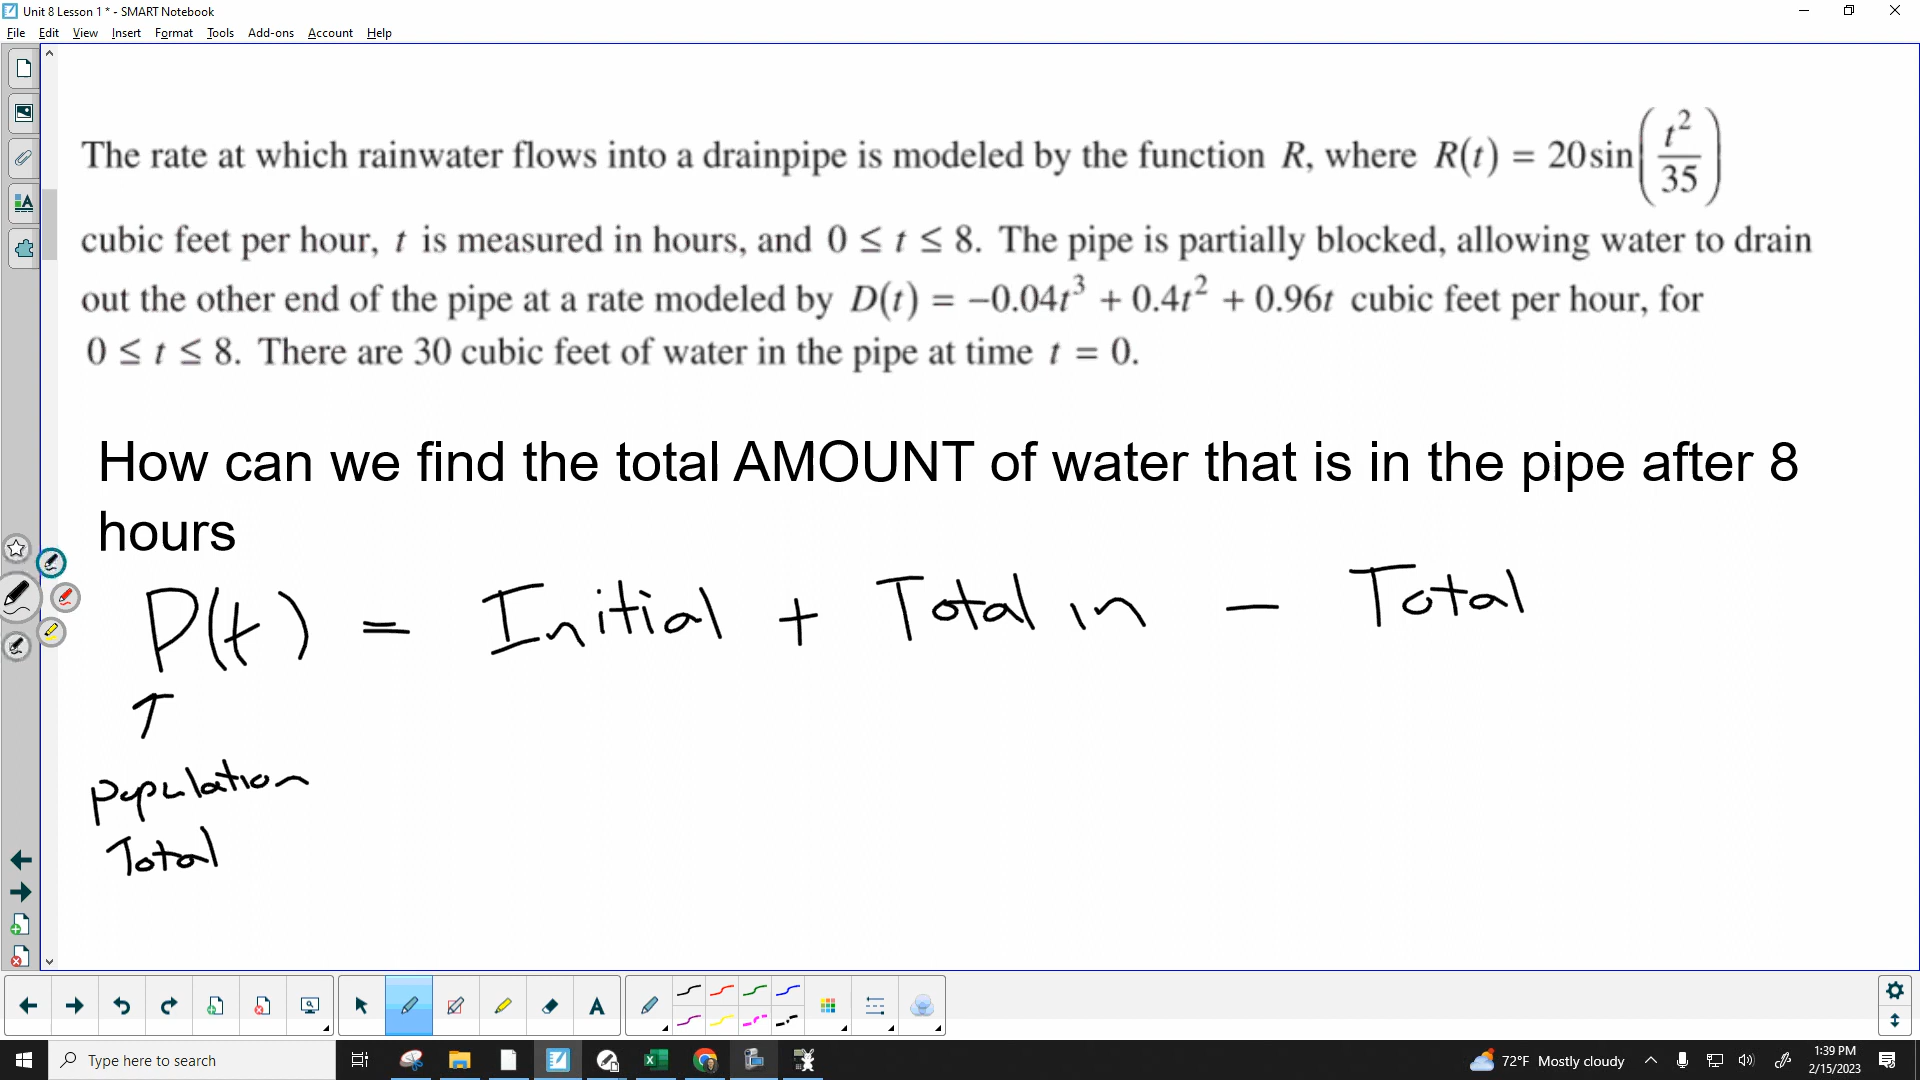 Unit 8 Lesson 1 * - SMART Notebook
File Edit View Insert Format Tools Add-ons Account Help
The rate at which rainwater flows into a drainpipe is modeled by the function R, where R(t) = 20sin(t²/35)
cubic feet per hour, t is measured in hours, and 0 ≤ t ≤ 8. The pipe is partially blocked, allowing water to drain
out the other end of the pipe at a rate modeled by D(t) = −0.04t³ + 0.4t² + 0.96t cubic feet per hour, for
0 ≤ t ≤ 8. There are 30 cubic feet of water in the pipe at time t = 0.
How can we find the total AMOUNT of water that is in the pipe after 8
hours
P(t) = Initial + Total in − Total
↑
population
Total
Type here to search
72°F Mostly cloudy
1:39 PM
2/15/2023